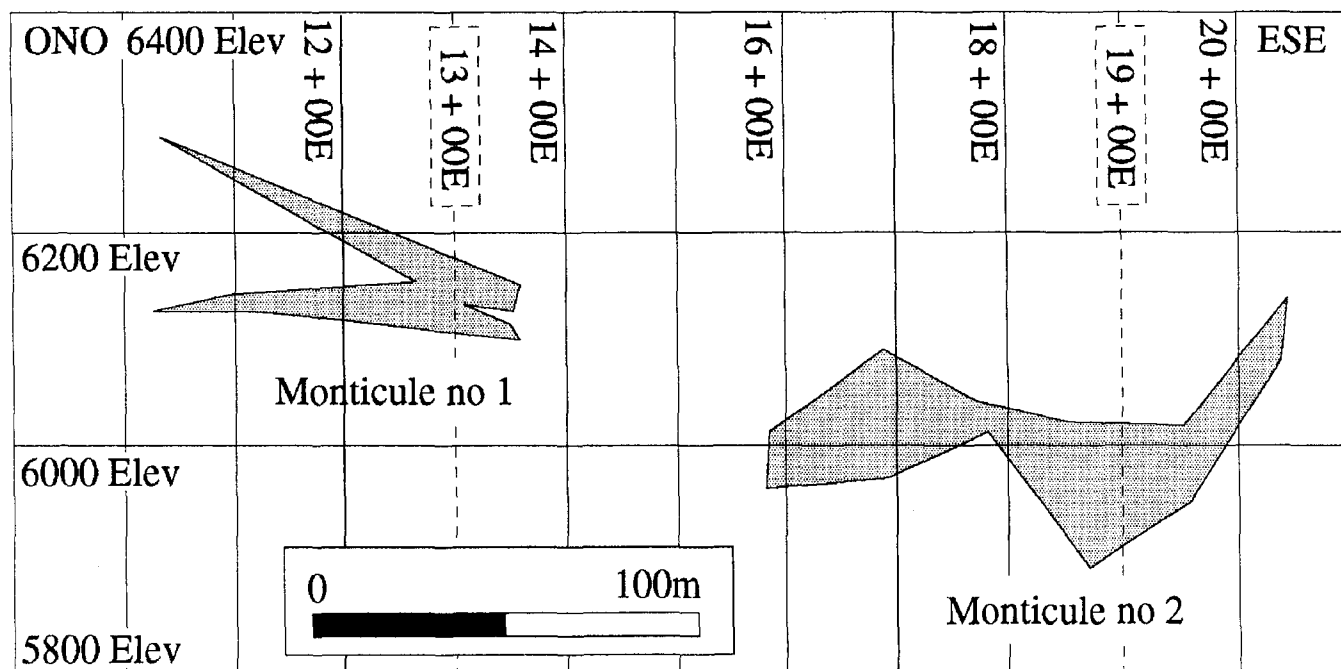 ONO 6400 Elev
12 + 00E
13 + 00E
14 + 00E
16 + 00E
18 + 00E
19 + 00E
20 + 00E
ESE
6200 Elev
Monticule no 1
6000 Elev
0 100m
Monticule no 2
5800 Elev